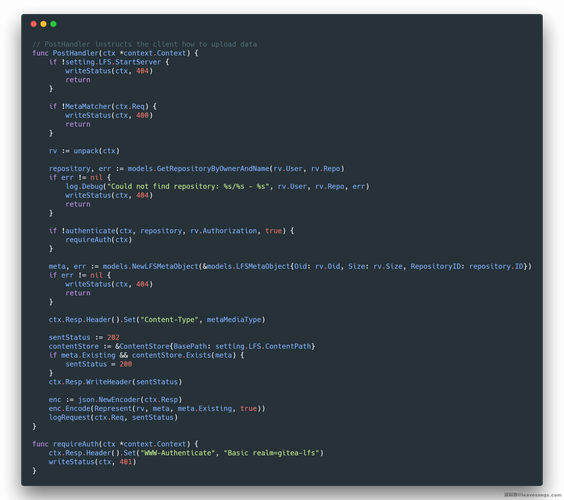 // PostHandler instructs the client how to upload data
func PostHandler(ctx *context.Context) {
    if !setting.LFS.StartServer {
        writeStatus(ctx, 404)
        return
    }

    if !MetaMatcher(ctx.Req) {
        writeStatus(ctx, 400)
        return
    }

    rv := unpack(ctx)

    repository, err := models.GetRepositoryByOwnerAndName(rv.User, rv.Repo)
    if err != nil {
        log.Debug("Could not find repository: %s/%s - %s", rv.User, rv.Repo, err)
        writeStatus(ctx, 404)
        return
    }

    if !authenticate(ctx, repository, rv.Authorization, true) {
        requireAuth(ctx)
    }

    meta, err := models.NewLFSMetaObject(&models.LFSMetaObject{Oid: rv.Oid, Size: rv.Size, RepositoryID: repository.ID})
    if err != nil {
        writeStatus(ctx, 404)
        return
    }

    ctx.Resp.Header().Set("Content-Type", metaMediaType)

    sentStatus := 202
    contentStore := &ContentStore{BasePath: setting.LFS.ContentPath}
    if meta.Existing && contentStore.Exists(meta) {
        sentStatus = 200
    }
    ctx.Resp.WriteHeader(sentStatus)

    enc := json.NewEncoder(ctx.Resp)
    enc.Encode(Represent(rv, meta, meta.Existing, true))
    logRequest(ctx.Req, sentStatus)
}

func requireAuth(ctx *context.Context) {
    ctx.Resp.Header().Set("WWW-Authenticate", "Basic realm=gitea-lfs")
    writeStatus(ctx, 401)
}